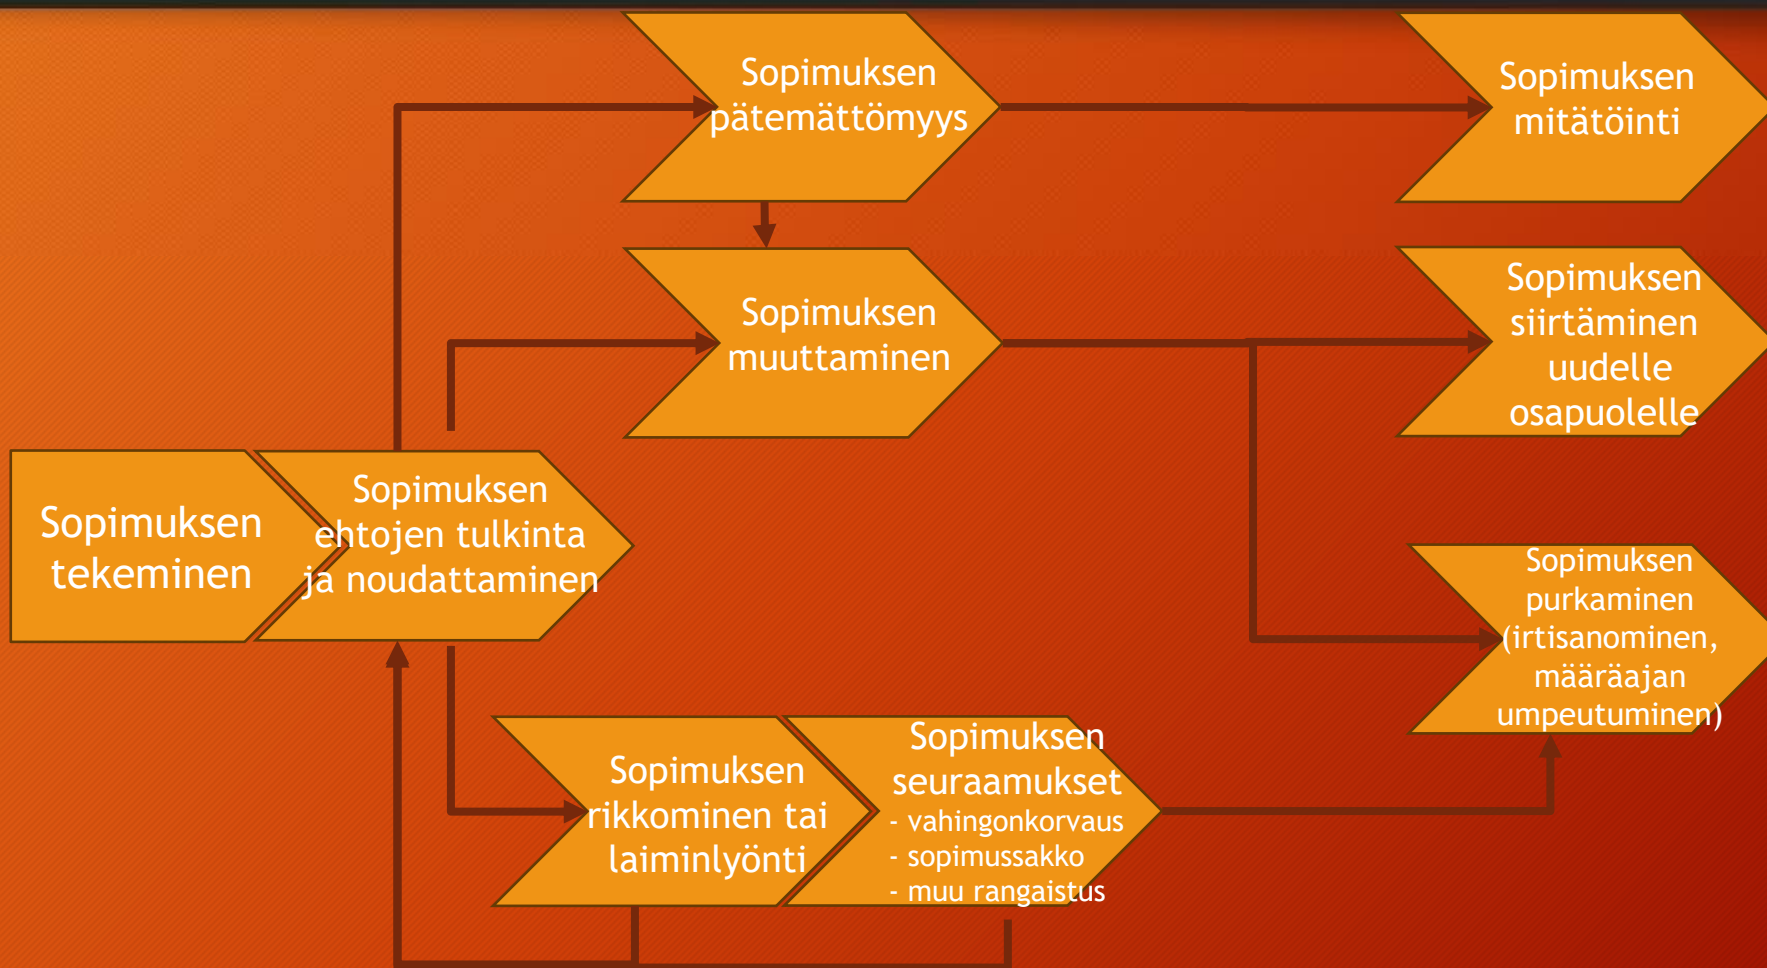 Sopimuksen
pätemättömyys
Sopimuksen
mitätöinti
Sopimuksen
muuttaminen
Sopimuksen
siirtäminen
uudelle
osapuolelle
Sopimuksen
tekeminen
Sopimuksen
ehtojen tulkinta
ja noudattaminen
Sopimuksen
purkaminen
(irtisanominen,
määräajan
umpeutuminen)
Sopimuksen
rikkominen tai
laiminlyönti
Sopimuksen
seuraamukset
- vahingonkorvaus
- sopimussakko
- muu rangaistus